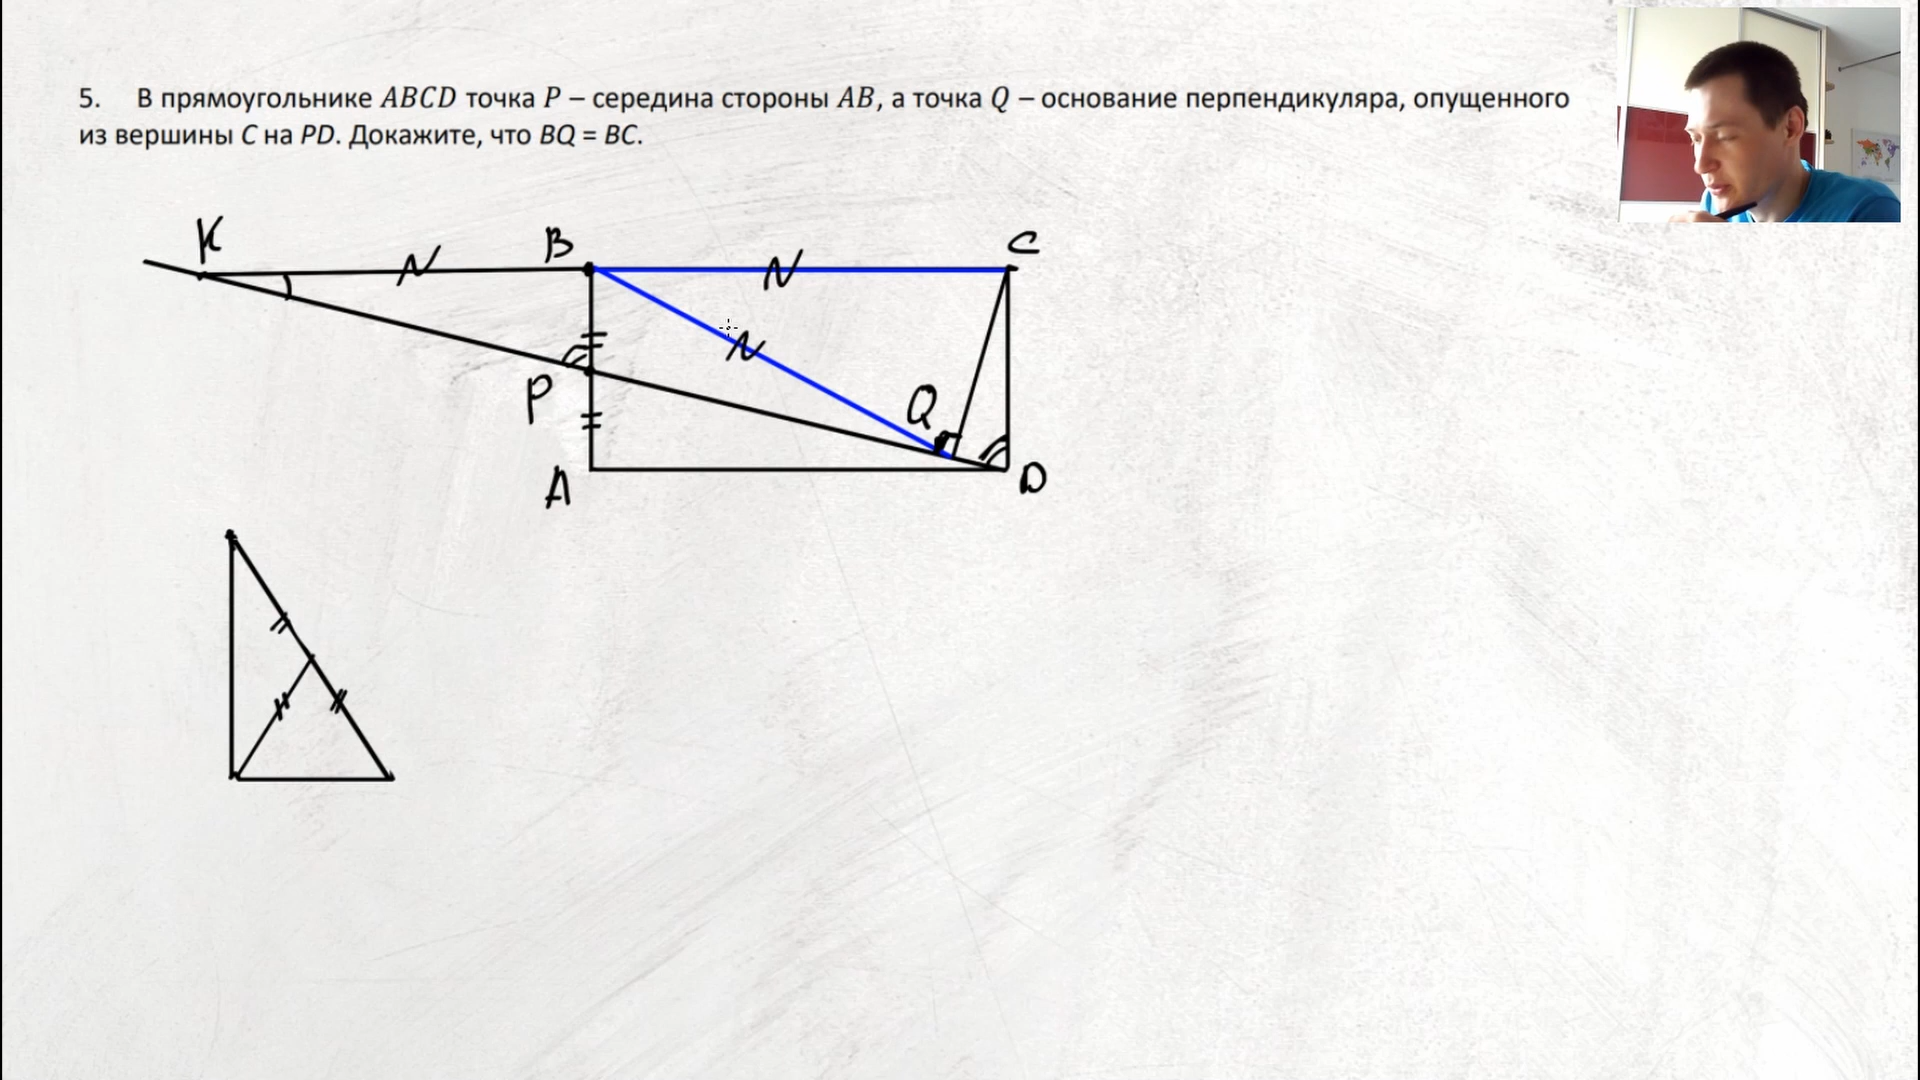 5. В прямоугольнике ABCD точка P – середина стороны AB, а точка Q – основание перпендикуляра, опущенного
из вершины C на PD. Докажите, что BQ = BC.
K B C
P Q
A D